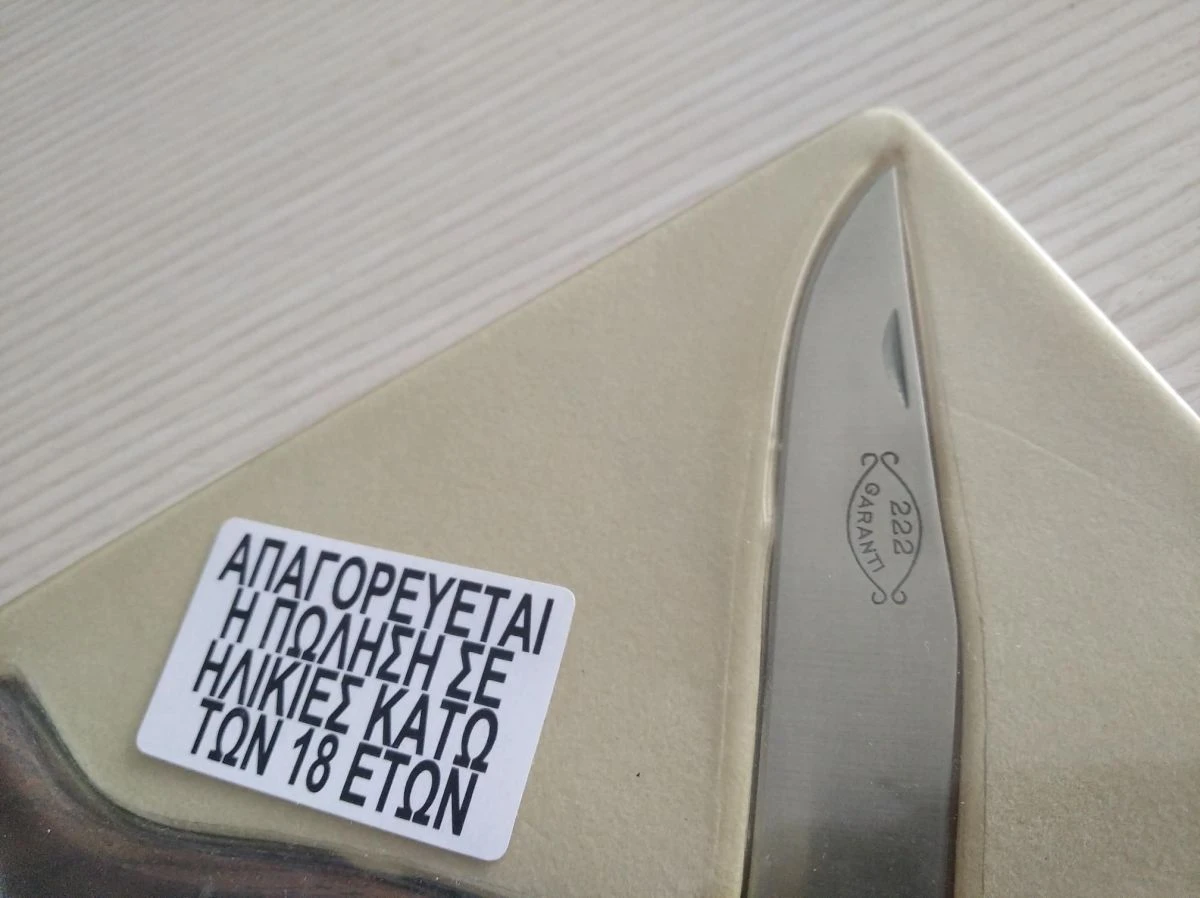 ΑΠΑΓΟΡΕΥΕΤΑΙ
Η ΠΩΛΗΣΗ ΣΕ
ΗΛΙΚΙΕΣ ΚΑΤΩ
ΤΩΝ 18 ΕΤΩΝ
222
GARANTI